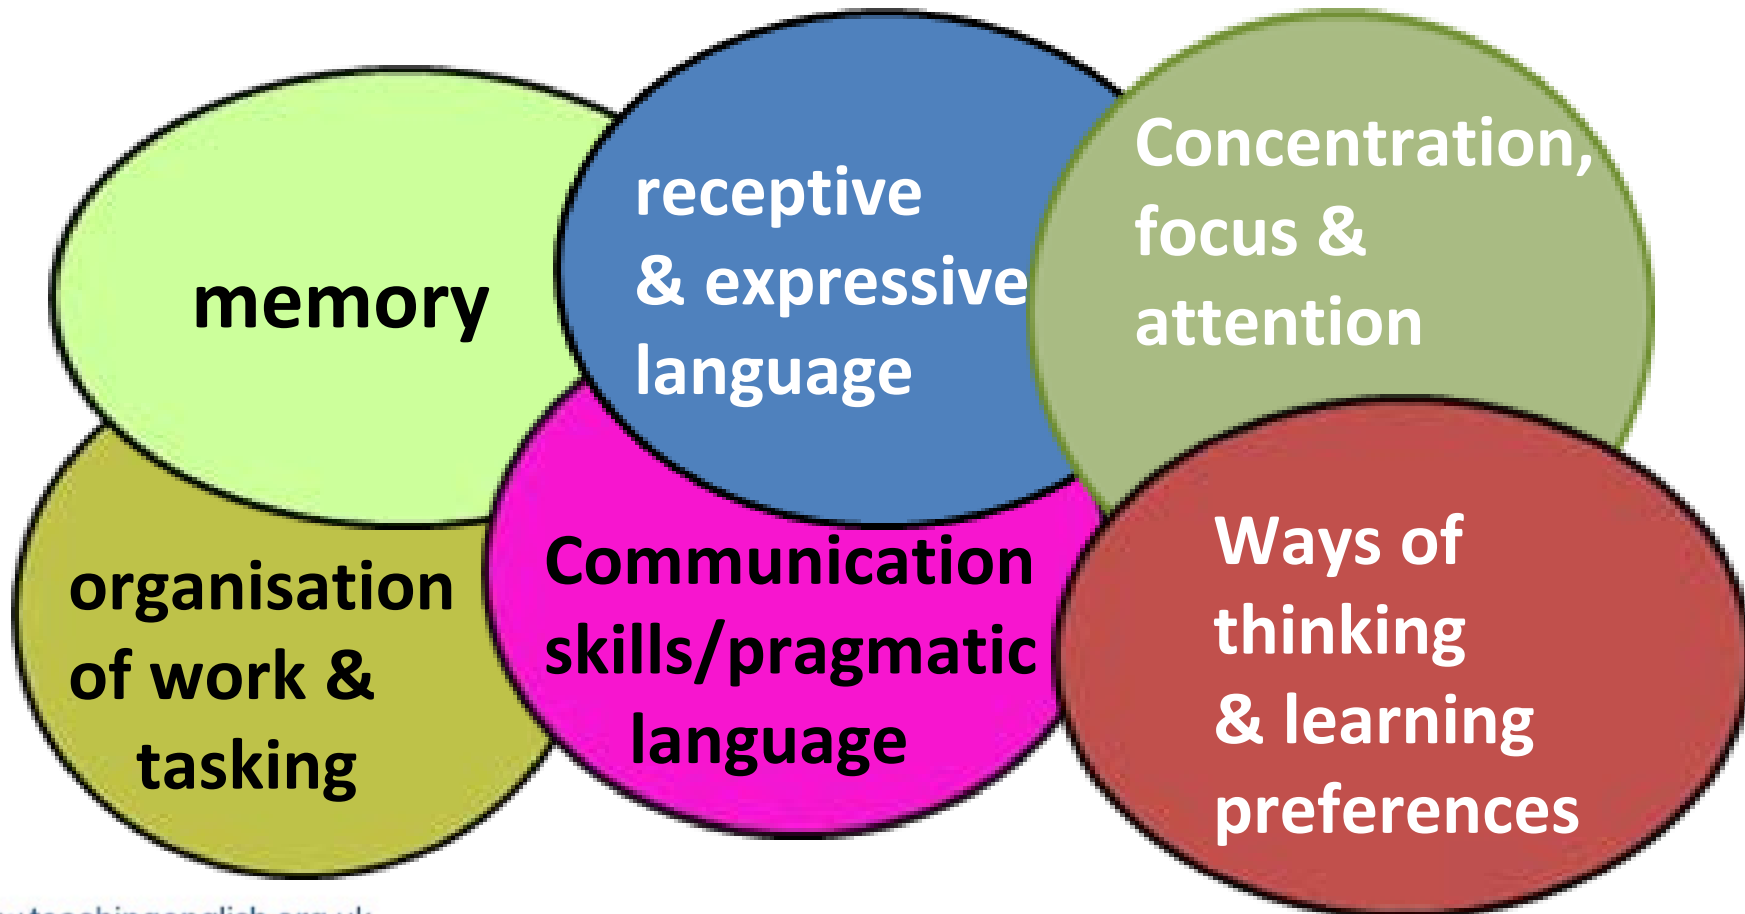 memory
receptive
& expressive
language
Concentration,
focus &
attention
organisation
of work &
tasking
Communication
skills/pragmatic
language
Ways of
thinking
& learning
preferences